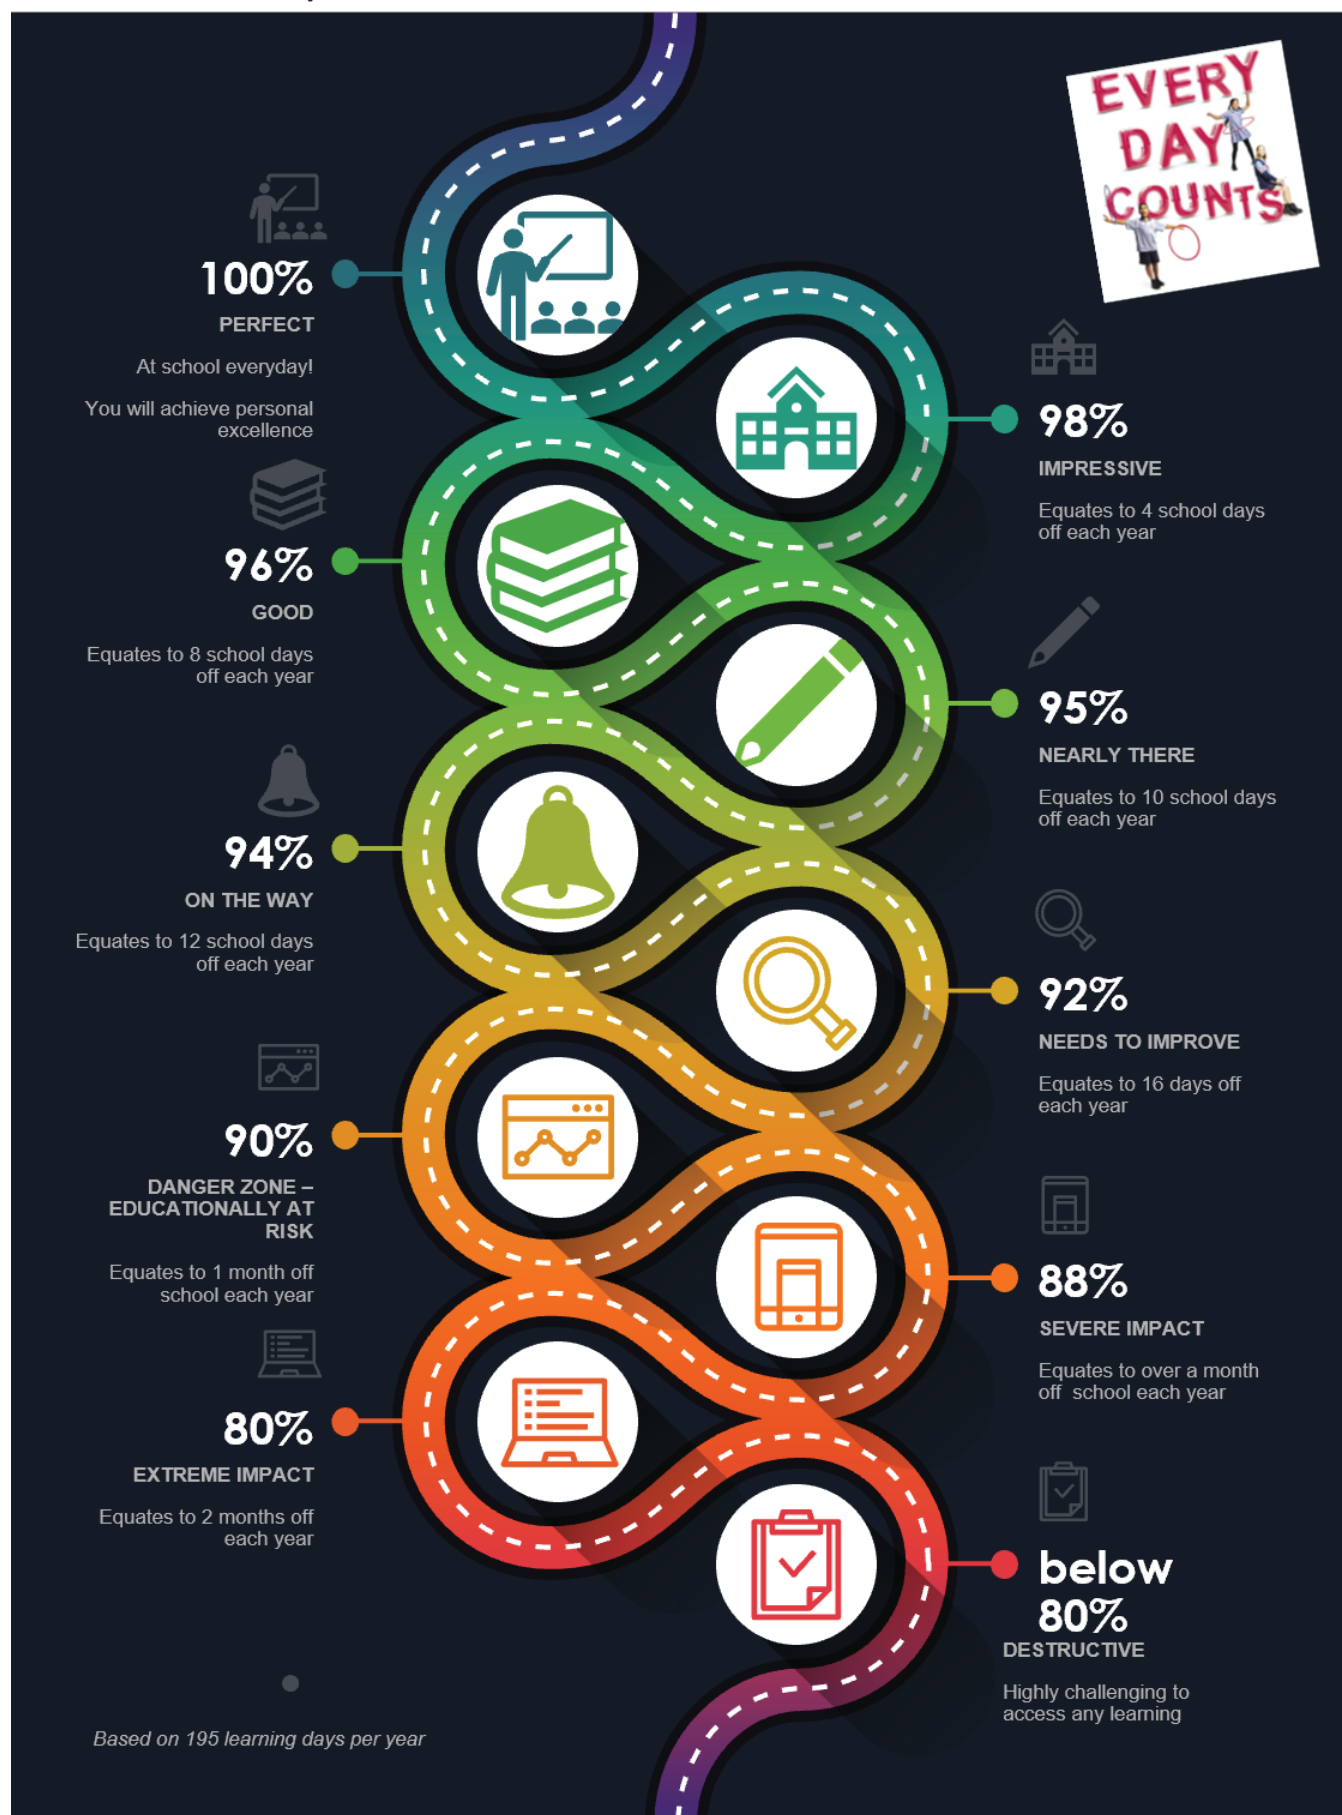 EVERY
DAY
COUNTS
100%
PERFECT
At school everyday!
You will achieve personal
excellence
98%
IMPRESSIVE
Equates to 4 school days
off each year
96%
GOOD
Equates to 8 school days
off each year
95%
NEARLY THERE
Equates to 10 school days
off each year
94%
ON THE WAY
Equates to 12 school days
off each year
92%
NEEDS TO IMPROVE
Equates to 16 days off
each year
90%
DANGER ZONE –
EDUCATIONALLY AT
RISK
Equates to 1 month off
school each year
88%
SEVERE IMPACT
Equates to over a month
off  school each year
80%
EXTREME IMPACT
Equates to 2 months off
each year
below
80%
DESTRUCTIVE
Highly challenging to
access any learning
Based on 195 learning days per year